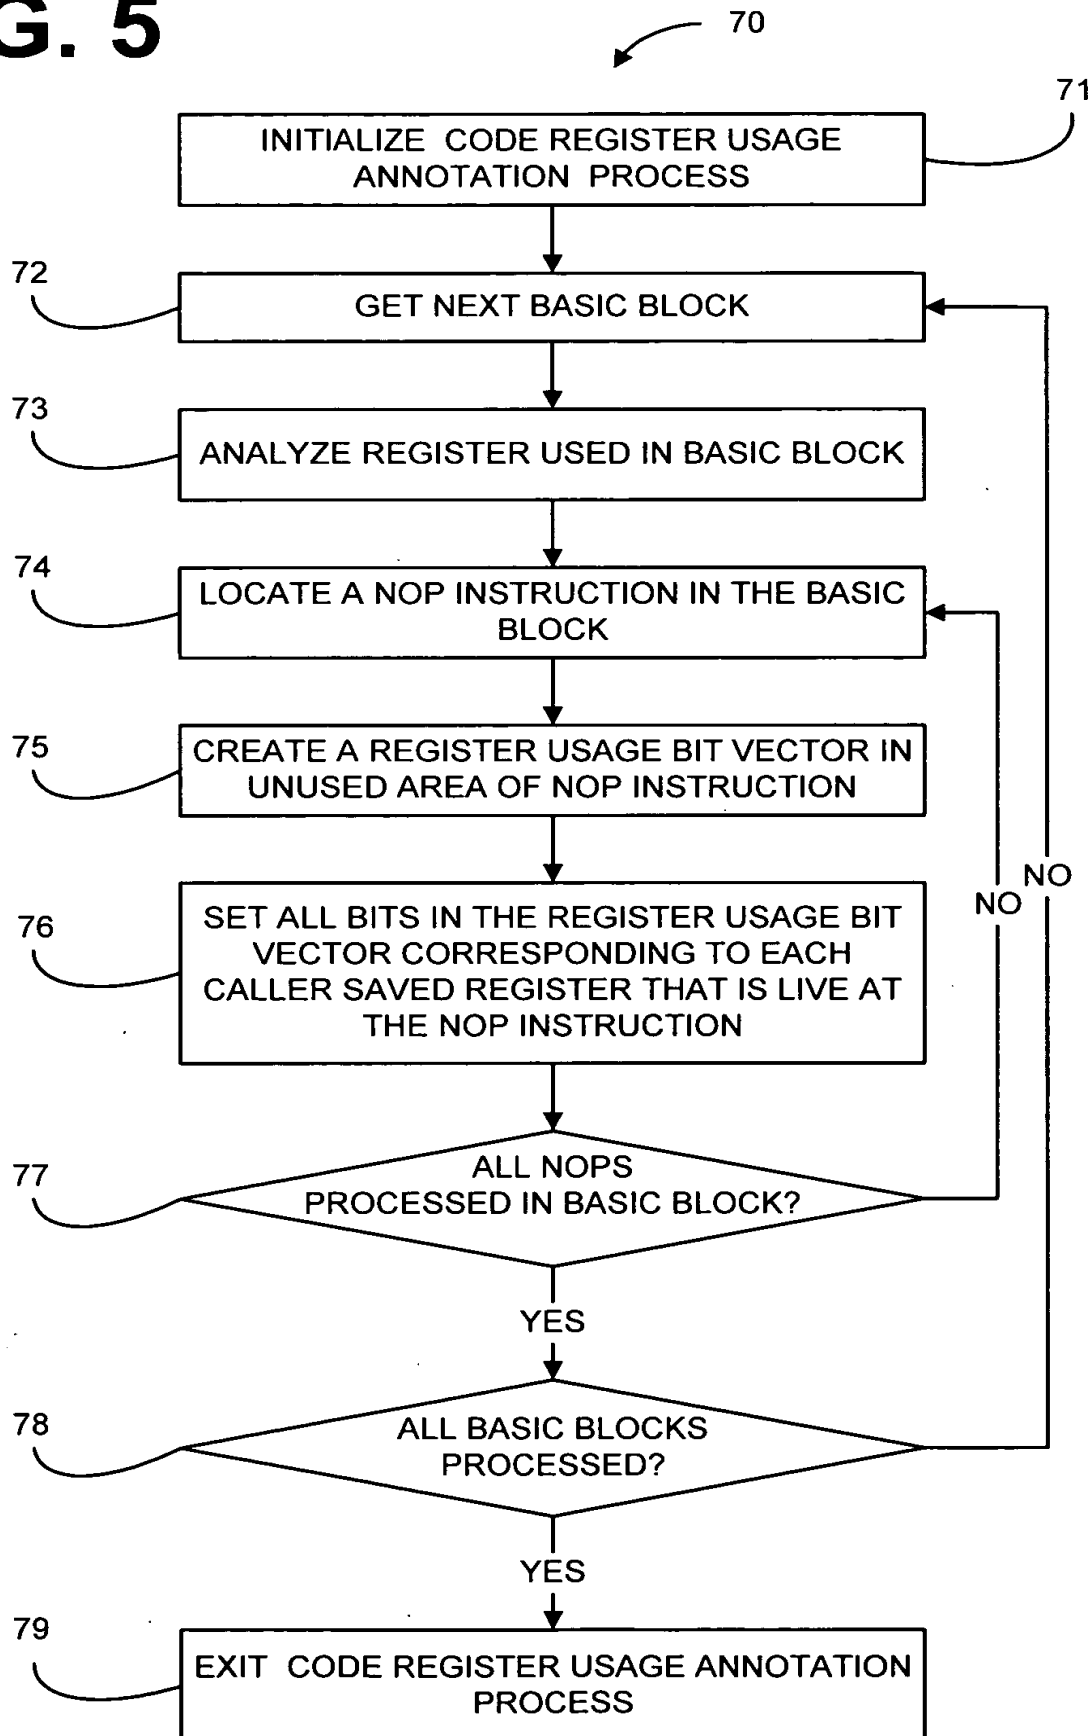 G. 5
70
71
INITIALIZE CODE REGISTER USAGE
ANNOTATION PROCESS
72
GET NEXT BASIC BLOCK
73
ANALYZE REGISTER USED IN BASIC BLOCK
74
LOCATE A NOP INSTRUCTION IN THE BASIC
BLOCK
75
CREATE A REGISTER USAGE BIT VECTOR IN
UNUSED AREA OF NOP INSTRUCTION
76
SET ALL BITS IN THE REGISTER USAGE BIT
VECTOR CORRESPONDING TO EACH
CALLER SAVED REGISTER THAT IS LIVE AT
THE NOP INSTRUCTION
NO
NO
77
ALL NOPS
PROCESSED IN BASIC BLOCK?
YES
78
ALL BASIC BLOCKS
PROCESSED?
YES
79
EXIT CODE REGISTER USAGE ANNOTATION
PROCESS